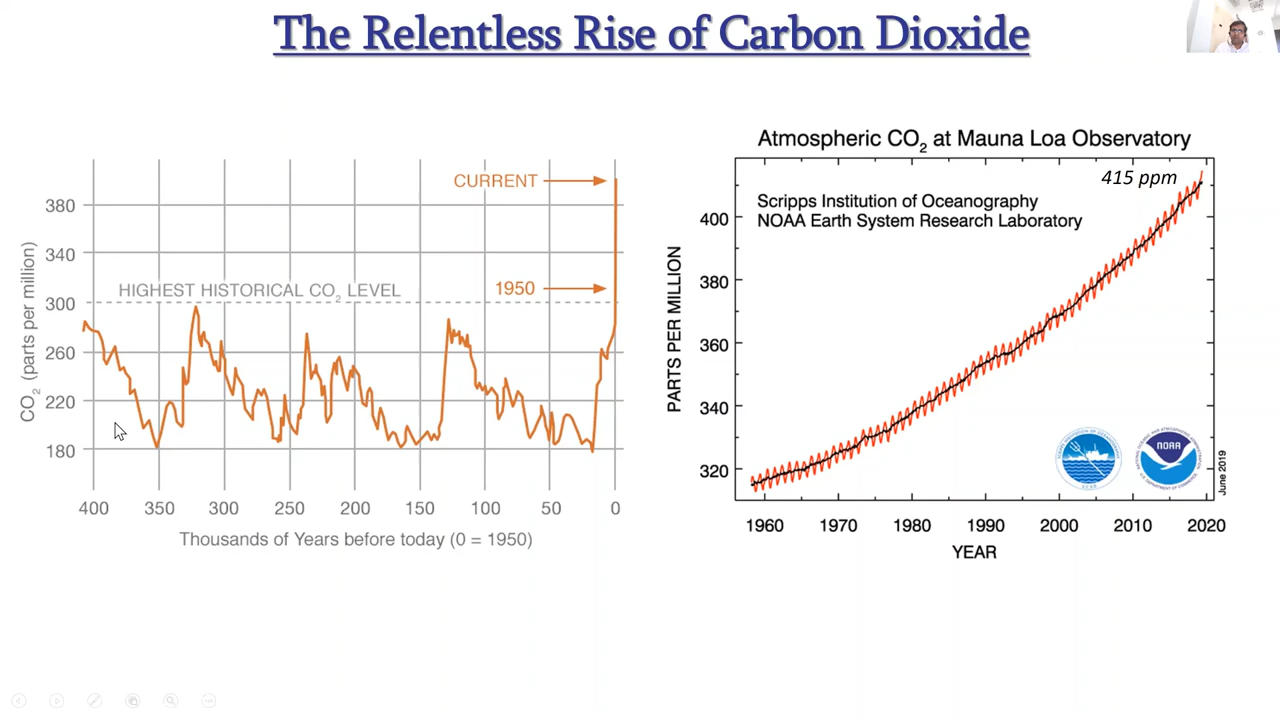 The Relentless Rise of Carbon Dioxide
CURRENT
1950
HIGHEST HISTORICAL CO2 LEVEL
CO2 (parts per million)
380
340
300
260
220
180
400 350 300 250 200 150 100 50 0
Thousands of Years before today (0 = 1950)
Atmospheric CO2 at Mauna Loa Observatory
415 ppm
Scripps Institution of Oceanography
NOAA Earth System Research Laboratory
PARTS PER MILLION
400
380
360
340
320
NOAA
June 2019
1960 1970 1980 1990 2000 2010 2020
YEAR